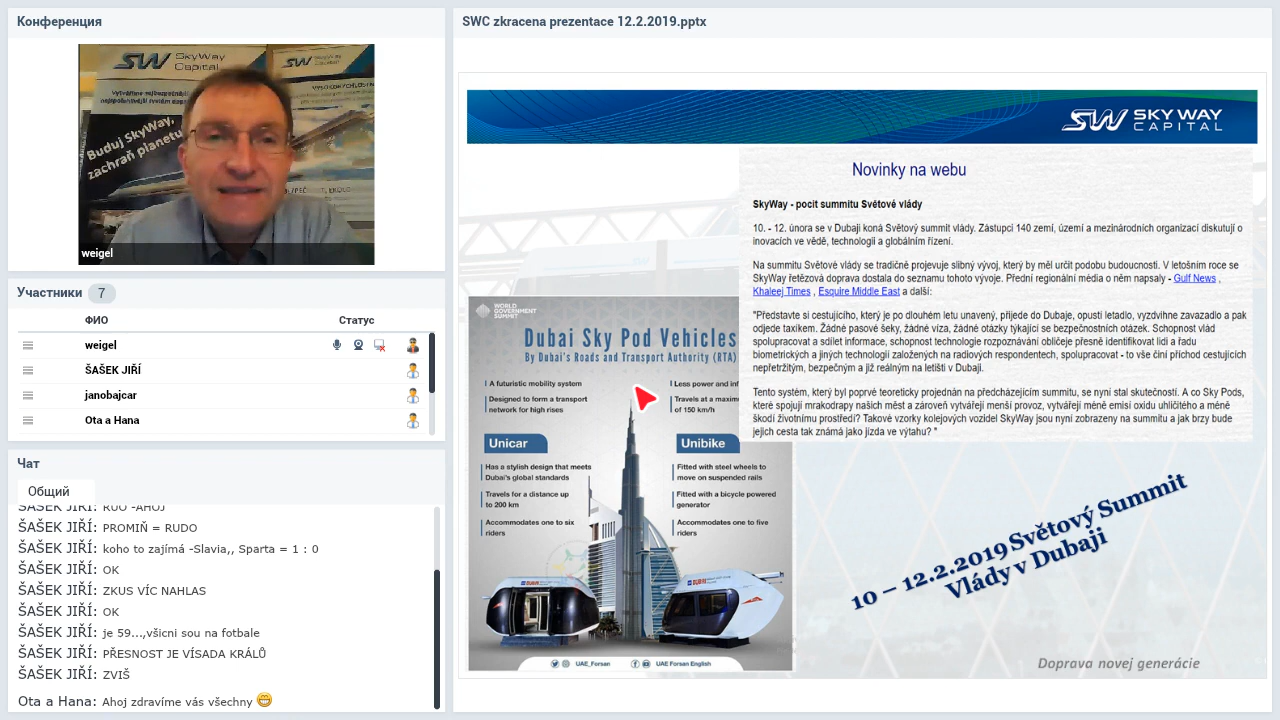 Конференция
SW SkyWay Capital
SW SkyWay Capital
Buduj SkyWay,
zachraň planetu
weigel
Участники 7
ФИО Статус
weigel
ŠAŠEK JIŘÍ
janobajcar
Ota a Hana
Чат
Общий
ŠAŠEK JIŘÍ: RUO -AHOJ
ŠAŠEK JIŘÍ: PROMIŇ = RUDO
ŠAŠEK JIŘÍ: koho to zajímá -Slavia,, Sparta = 1 : 0
ŠAŠEK JIŘÍ: OK
ŠAŠEK JIŘÍ: ZKUS VÍC NAHLAS
ŠAŠEK JIŘÍ: OK
ŠAŠEK JIŘÍ: je 59...,všicni sou na fotbale
ŠAŠEK JIŘÍ: PŘESNOST JE VÍSADA KRÁLŮ
ŠAŠEK JIŘÍ: ZVIŠ
Ota a Hana: Ahoj zdravíme vás všechny
SWC zkracena prezentace 12.2.2019.pptx
SW SKY WAY
CAPITAL
Novinky na webu
SkyWay - pocit summitu Světové vlády
10. - 12. února se v Dubaji koná Světový summit vlády. Zástupci 140 zemí, území a mezinárodních organizací diskutují o
inovacích ve vědě, technologii a globálním řízení.
Na summitu Světové vlády se tradičně projevuje slibný vývoj, který by měl určit podobu budoucnosti. V letošním roce se
SkyWay řetězová doprava dostala do seznamu tohoto vývoje. Přední regionální média o něm napsaly - Gulf News ,
Khaleej Times , Esquire Middle East a další:
"Představte si cestujícího, který je po dlouhém letu unavený, přijede do Dubaje, opustí letadlo, vyzdvihne zavazadlo a pak
odjede taxikem. Žádné pasové šeky, žádné víza, žádné otázky týkající se bezpečnostních otázek. Schopnost vlád
spolupracovat a sdílet informace, schopnost technologie rozpoznávání obličeje přesně identifikovat lidi a řadu
biometrických a jiných technologií založených na radiových respondentech, spolupracovat - to vše činí příchod cestujících
nepřetržitým, bezpečným a již reálným na letišti v Dubaji.
Tento systém, který byl poprvé teoreticky projednán na předcházejícím summitu, se nyní stal skutečností. A co Sky Pods,
které spojují mrakodrapy našich měst a zároveň vytvářejí menší provoz, vytvářejí méně emisí oxidu uhličitého a méně
škodí životnímu prostředí? Takové vzorky kolejových vozidel SkyWay jsou nyní zobrazeny na summitu a jak brzy bude
jejich cesta tak známá jako jízda ve výtahu? "
WORLD
GOVERNMENT
SUMMIT
Dubai Sky Pod Vehicles
By Dubai's Roads and Transport Authority (RTA)
A futuristic mobility system
Designed to form a transport
network for high rises
Less power and
Travels at a
of 150 km/h
Unicar
Has a stylish design that meets
Dubai's global standards
Travels for a distance up
to 200 km
Accommodates one to six
riders
Unibike
Fitted with steel wheels to
move on suspended rails
Fitted with a bicycle powered
generator
Accommodates one to five
riders
UAE_Forsan UAE Forsan English
10 – 12.2.2019 Světový Summit
Vlády v Dubaji
Doprava novej generácie